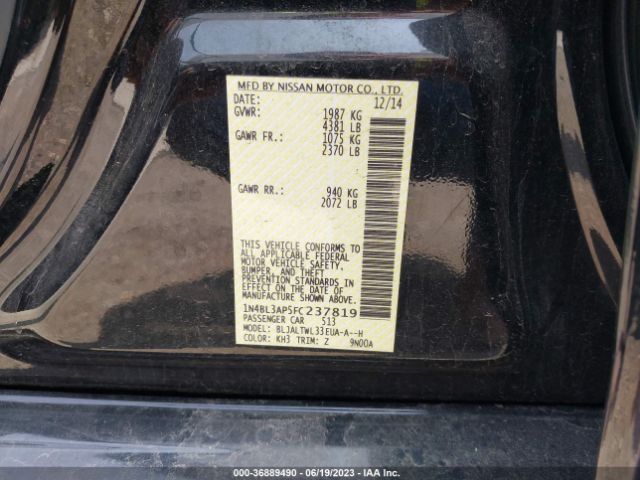 MFD BY NISSAN MOTOR CO., LTD.
DATE: 12/14
GVWR: 1987 KG
4381 LB
GAWR FR.: 1075 KG
2370 LB
GAWR RR.: 940 KG
2072 LB
THIS VEHICLE CONFORMS TO
ALL APPLICABLE FEDERAL
MOTOR VEHICLE SAFETY,
BUMPER, AND THEFT
PREVENTION STANDARDS IN
EFFECT ON THE DATE OF
MANUFACTURE SHOWN ABOVE.
1N4BL3AP5FC237819
PASSENGER CAR 513
MODEL: BLJALTWL33EUA-A--H
COLOR: KH3 TRIM: Z 9N00A
000-36889490 - 06/19/2023 - IAA Inc.